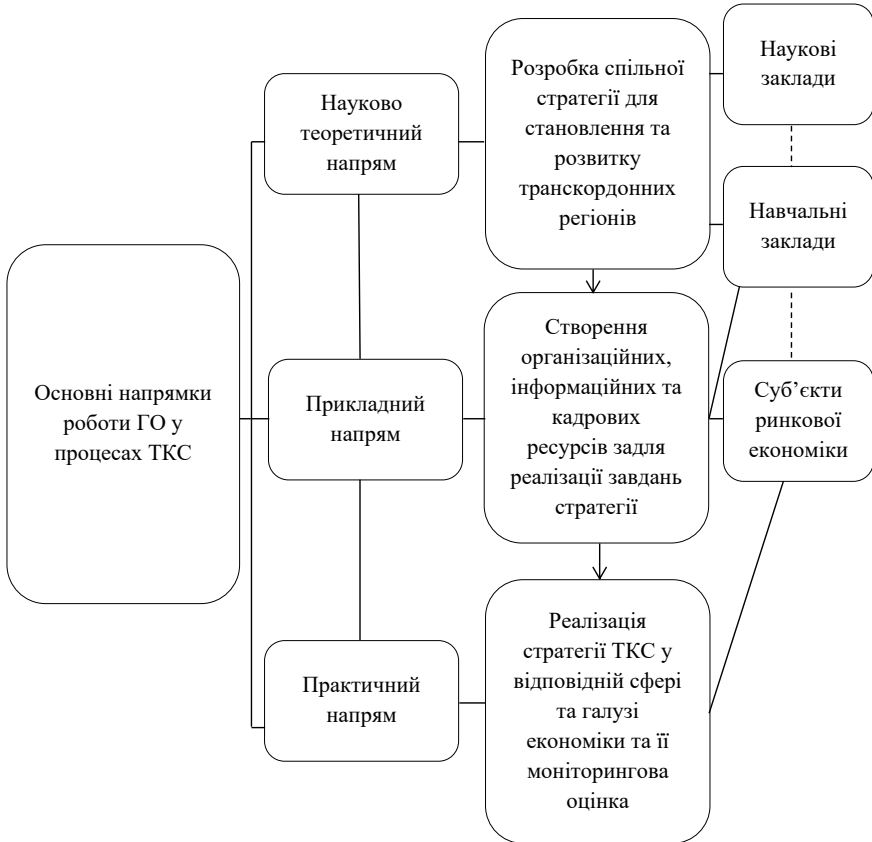 Основні напрямки
роботи ГО у
процесах ТКС
Науково
теоретичний
напрям
Прикладний
напрям
Практичний
напрям
Розробка спільної
стратегії для
становлення та
розвитку
транскордонних
регіонів
Створення
організаційних,
інформаційних та
кадрових
ресурсів задля
реалізації завдань
стратегії
Реалізація
стратегії ТКС у
відповідній сфері
та галузі
економіки та її
моніторингова
оцінка
Наукові
заклади
Навчальні
заклади
Суб’єкти
ринкової
економіки